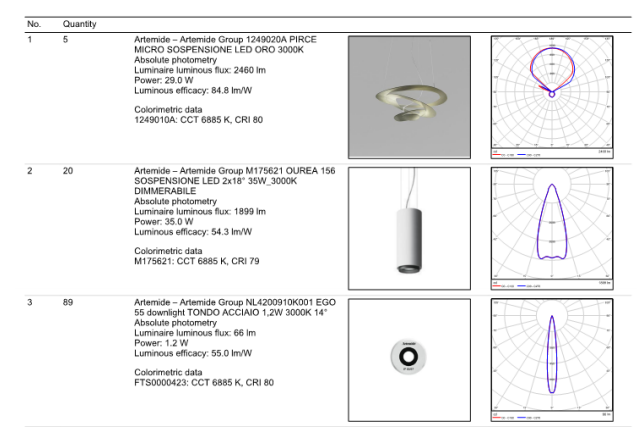 No. Quantity
1 5 Artemide – Artemide Group 1249020A PIRCE
MICRO SOSPENSIONE LED ORO 3000K
Absolute photometry
Luminaire luminous flux: 2460 lm
Power: 29.0 W
Luminous efficacy: 84.8 lm/W
Colorimetric data
1249010A: CCT 6885 K, CRI 80
2 20 Artemide – Artemide Group M175621 OUREA 156
SOSPENSIONE LED 2x18° 35W_3000K
DIMMERABILE
Absolute photometry
Luminaire luminous flux: 1899 lm
Power: 35.0 W
Luminous efficacy: 54.3 lm/W
Colorimetric data
M175621: CCT 6885 K, CRI 79
3 89 Artemide – Artemide Group NL4200910K001 EGO
55 downlight TONDO ACCIAIO 1,2W 3000K 14°
Absolute photometry
Luminaire luminous flux: 66 lm
Power: 1.2 W
Luminous efficacy: 55.0 lm/W
Colorimetric data
FTS0000423: CCT 6885 K, CRI 80